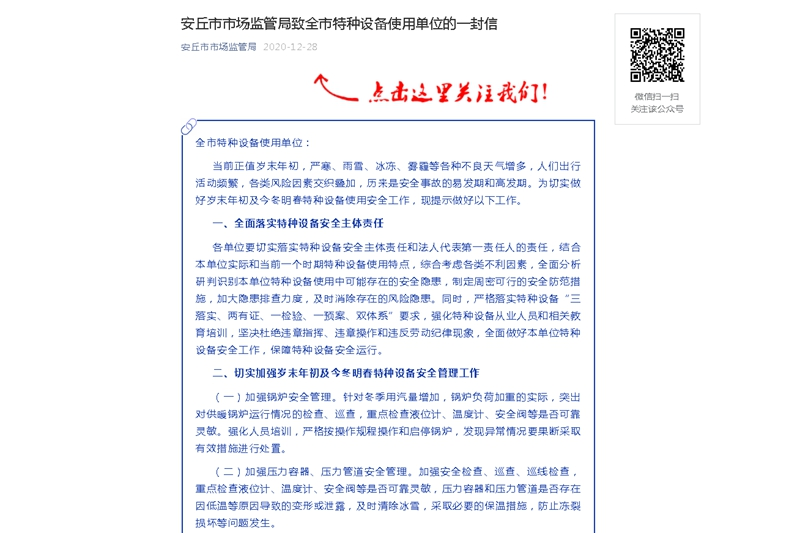 安丘市市场监管局致全市特种设备使用单位的一封信
安丘市市场监管局 2020-12-28
微信扫一扫
关注该公众号
点击这里关注我们!
全市特种设备使用单位：
当前正值岁末年初，严寒、雨雪、冰冻、雾霾等各种不良天气增多，人们出行
活动频繁，各类风险因素交织叠加，历来是安全事故的易发期和高发期。为切实做
好岁末年初及今冬明春特种设备使用安全工作，现提示做好以下工作。
一、全面落实特种设备安全主体责任
各单位要切实落实特种设备安全主体责任和法人代表第一责任人的责任，结合
本单位实际和当前一个时期特种设备使用特点，综合考虑各类不利因素，全面分析
研判识别本单位特种设备使用中可能存在的安全隐患，制定周密可行的安全防范措
施，加大隐患排查力度，及时消除存在的风险隐患。同时，严格落实特种设备“三
落实、两有证、一检验、一预案、双体系”要求，强化特种设备从业人员和相关教
育培训，坚决杜绝违章指挥、违章操作和违反劳动纪律现象，全面做好本单位特种
设备安全工作，保障特种设备安全运行。
二、切实加强岁末年初及今冬明春特种设备安全管理工作
（一）加强锅炉安全管理。针对冬季用汽量增加，锅炉负荷加重的实际，突出
对供暖锅炉运行情况的检查、巡查，重点检查液位计、温度计、安全阀等是否可靠
灵敏。强化人员培训，严格按操作规程操作和启停锅炉，发现异常情况要果断采取
有效措施进行处置。
（二）加强压力容器、压力管道安全管理。加强安全检查、巡查、巡线检查，
重点检查液位计、温度计、安全阀等是否可靠灵敏，压力容器和压力管道是否存在
因低温等原因导致的变形或泄露，及时清除冰雪，采取必要的保温措施，防止冻裂
损坏等问题发生。